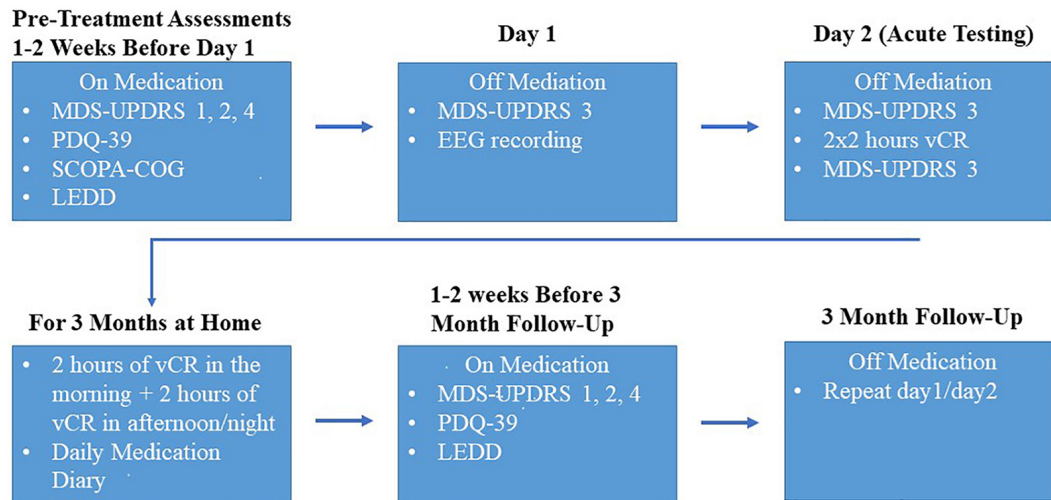 Pre-Treatment Assessments
1-2 Weeks Before Day 1
On Medication
• MDS-UPDRS 1, 2, 4
• PDQ-39
• SCOPA-COG
• LEDD
Day 1
Off Mediation
• MDS-UPDRS 3
• EEG recording
Day 2 (Acute Testing)
Off Medication
• MDS-UPDRS 3
• 2x2 hours vCR
• MDS-UPDRS 3
For 3 Months at Home
• 2 hours of vCR in the
morning + 2 hours of
vCR in afternoon/night
• Daily Medication
Diary
1-2 weeks Before 3
Month Follow-Up
On Medication
• MDS-UPDRS 1, 2, 4
• PDQ-39
• LEDD
3 Month Follow-Up
Off Medication
• Repeat day1/day2